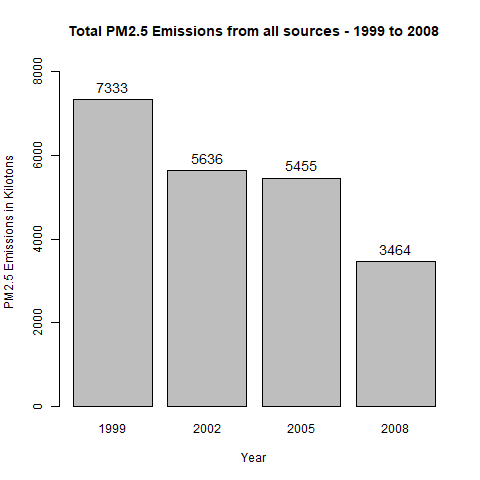 Total PM2.5 Emissions from all sources - 1999 to 2008
PM2.5 Emissions in Kilotons
8000
6000
4000
2000
0
7333
5636
5455
3464
1999 2002 2005 2008
Year